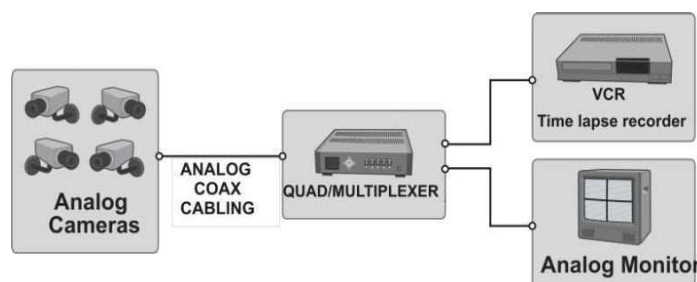 Analog
Cameras
ANALOG
COAX
CABLING
QUAD/MULTIPLEXER
VCR
Time lapse recorder
Analog Monitor